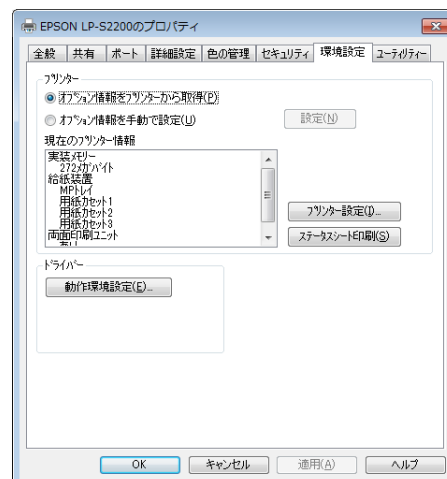 EPSON LP-S2200のプロパティ
全般 共有 ポート 詳細設定 色の管理 セキュリティ 環境設定 ユーティリティー
プリンター
オプション情報をプリンターから取得(P)
オプション情報を手動で設定(U)
設定(N)
現在のプリンター情報
実装メモリー
272メガバイト
給紙装置
MPトレイ
用紙カセット1
用紙カセット2
用紙カセット3
両面印刷ユニット
あり
プリンター設定(I)...
ステータスシート印刷(S)
ドライバー
動作環境設定(E)...
OK キャンセル 適用(A) ヘルプ